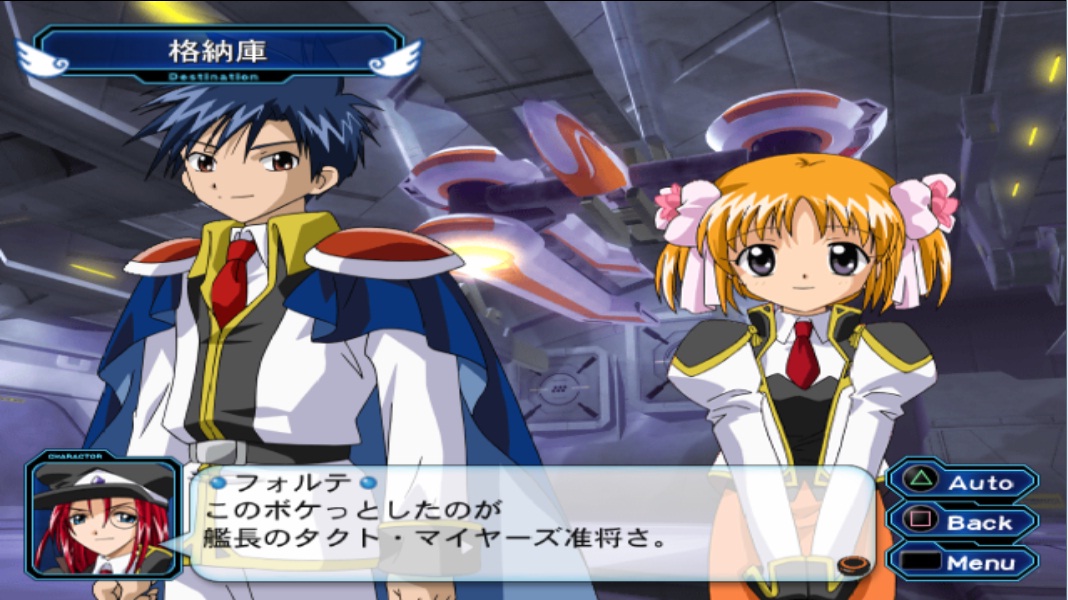 格納庫
Destination
CHARACTOR
フォルテ
このボケっとしたのが
艦長のタクト・マイヤーズ准将さ。
Auto
Back
Menu